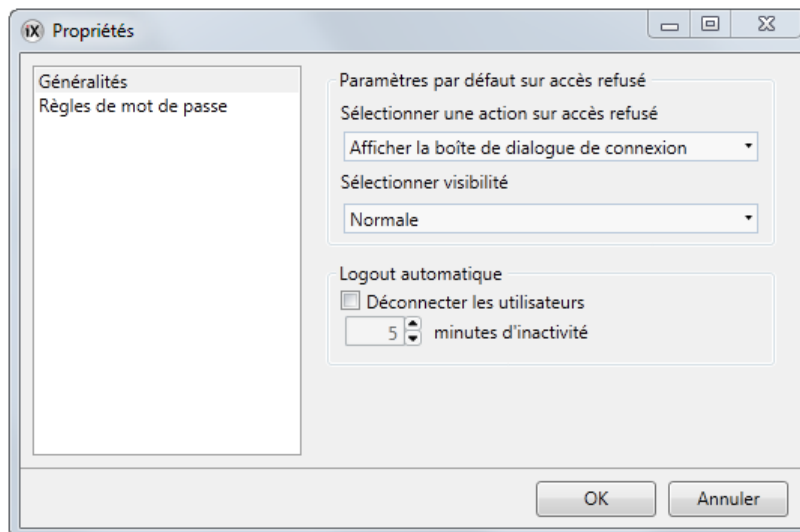 iX Propriétés
Généralités
Règles de mot de passe
Paramètres par défaut sur accès refusé
Sélectionner une action sur accès refusé
Afficher la boîte de dialogue de connexion
Sélectionner visibilité
Normale
Logout automatique
Déconnecter les utilisateurs
5 minutes d'inactivité
OK Annuler